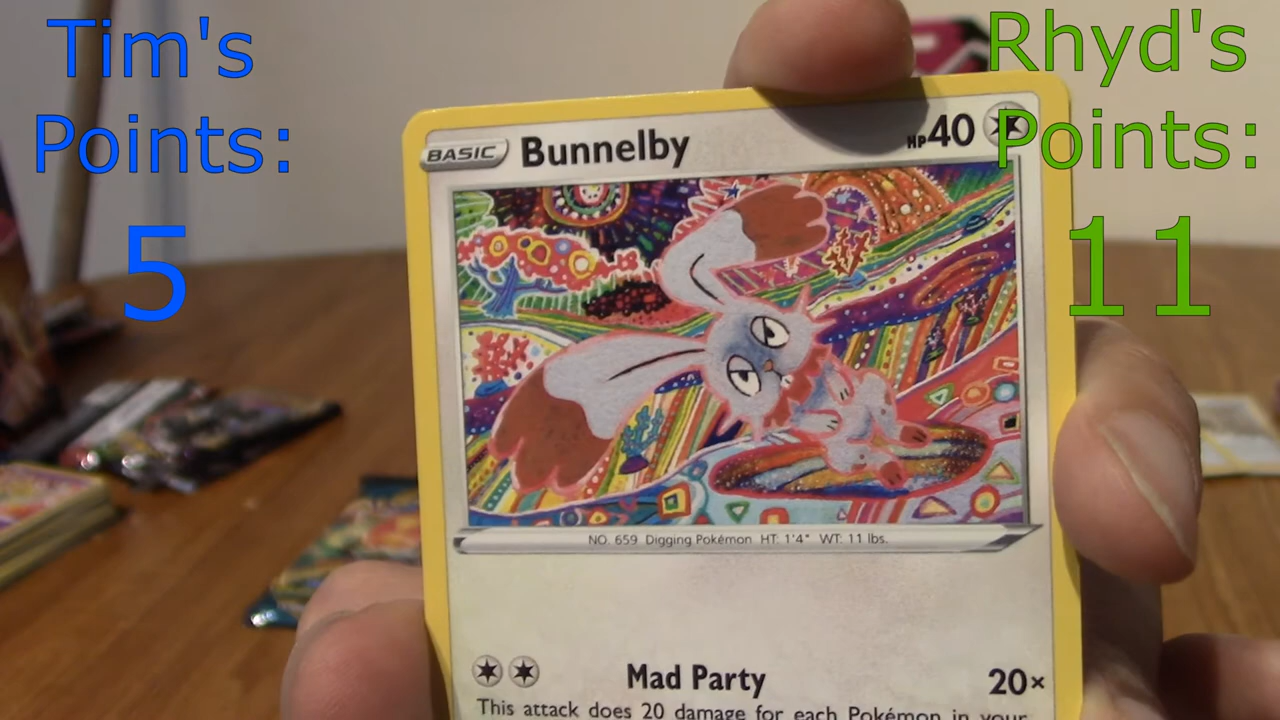 Tim's
Points:
5
Rhyd's
Points:
11
BASIC Bunnelby HP40
NO. 659 Digging Pokémon HT: 1'4" WT: 11 lbs.
Mad Party 20×
This attack does 20 damage for each Pokémon in your